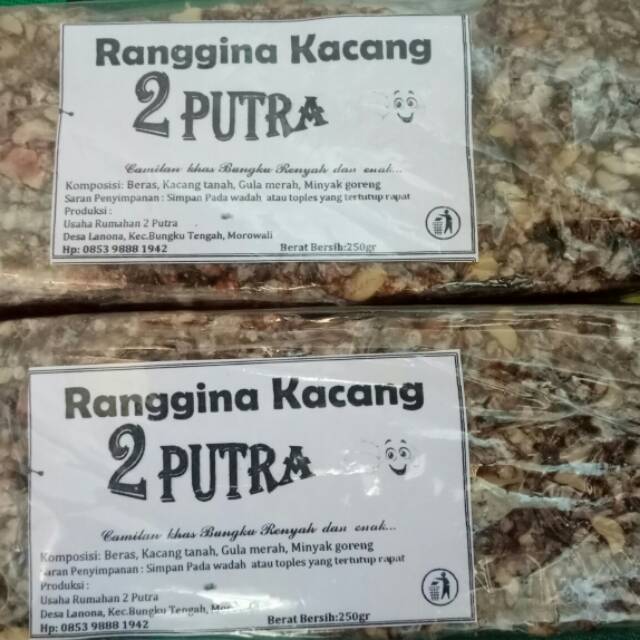 Ranggina Kacang
2 PUTRA
Camilan khas Bungku Renyah dan enak...
Komposisi: Beras, Kacang tanah, Gula merah, Minyak goreng
Saran Penyimpanan : Simpan Pada wadah atau toples yang tertutup rapat
Produksi :
Usaha Rumahan 2 Putra
Desa Lanona, Kec.Bungku Tengah, Morowali
Hp: 0853 9888 1942 Berat Bersih:250gr
Ranggina Kacang
2 PUTRA
Camilan khas Bungku Renyah dan enak...
Komposisi: Beras, Kacang tanah, Gula merah, Minyak goreng
Saran Penyimpanan : Simpan Pada wadah atau toples yang tertutup rapat
Produksi :
Usaha Rumahan 2 Putra
Desa Lanona, Kec.Bungku Tengah,
Hp: 0853 9888 1942 Berat Bersih:250gr